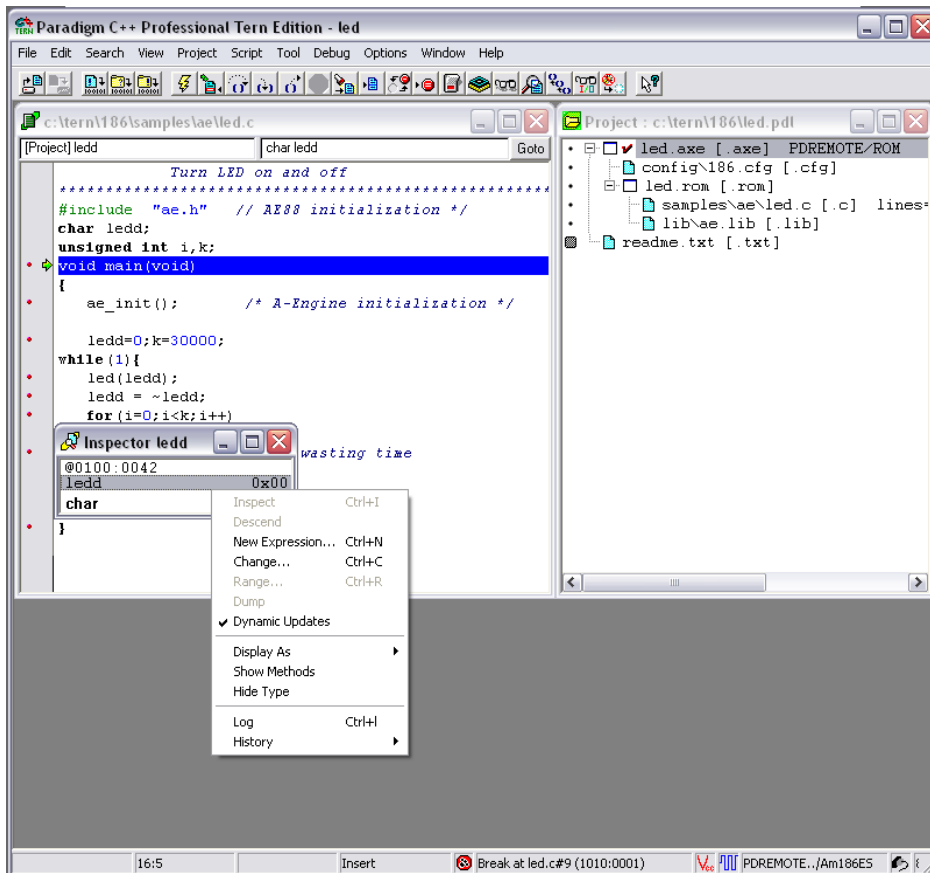 TERN Paradigm C++ Professional Tern Edition - led
File Edit Search View Project Script Tool Debug Options Window Help
c:\tern\186\samples\ae\led.c
[Project] ledd char ledd Goto
Turn LED on and off
******************************************************
#include "ae.h" // AE88 initialization */
char ledd;
unsigned int i,k;
void main(void)
{
ae_init(); /* A-Engine initialization */
ledd=0;k=30000;
while(1){
led(ledd);
ledd = ~ledd;
for(i=0;i<k;i++)
wasting time
}
Inspector ledd
@0100:0042
ledd 0x00
char
Inspect Ctrl+I
Descend
New Expression... Ctrl+N
Change... Ctrl+C
Range... Ctrl+R
Dump
Dynamic Updates
Display As
Show Methods
Hide Type
Log Ctrl+l
History
Project : c:\tern\186\led.pdl
led.axe [.axe] PDREMOTE/ROM
config\186.cfg [.cfg]
led.rom [.rom]
samples\ae\led.c [.c] lines=
lib\ae.lib [.lib]
readme.txt [.txt]
16:5 Insert Break at led.c#9 (1010:0001) Vcc PDREMOTE../Am186ES